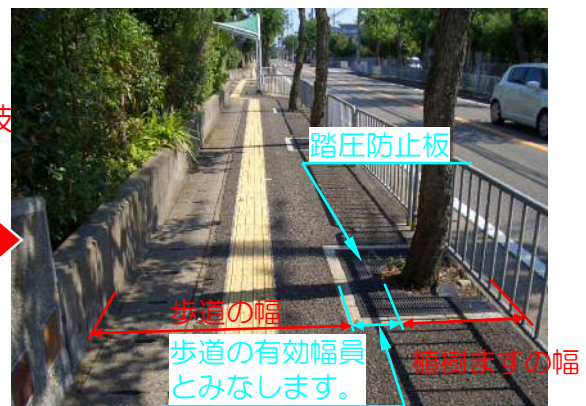 踏圧防止板
歩道の幅
歩道の有効幅員
とみなします。
植樹ますの幅